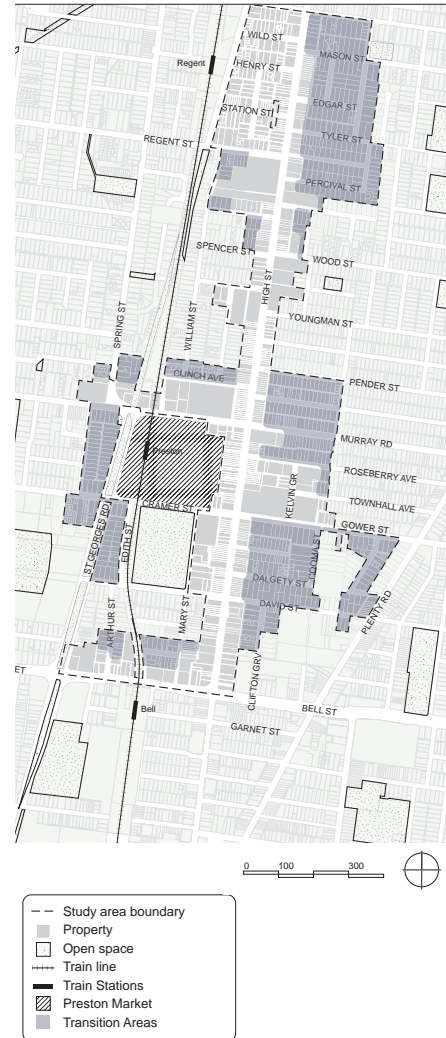 WILD ST
MASON ST
Regent
HENRY ST
EDGAR ST
STATION ST
TYLER ST
REGENT ST
PERCIVAL ST
SPENCER ST
WOOD ST
HIGH ST
YOUNGMAN ST
SPRING ST
WILLIAM ST
CLINCH AVE
PENDER ST
MURRAY RD
Preston
ROSEBERRY AVE
KELVIN GR
TOWNHALL AVE
CRAMER ST
GOWER ST
ST GEORGES RD
EDITH ST
COOMA ST
DALGETY ST
DAVID ST
PLENTY RD
MARY ST
ARTHUR ST
CLIFTON GRV
ET
BELL ST
Bell
GARNET ST
0 100 300
Study area boundary
Property
Open space
Train line
Train Stations
Preston Market
Transition Areas